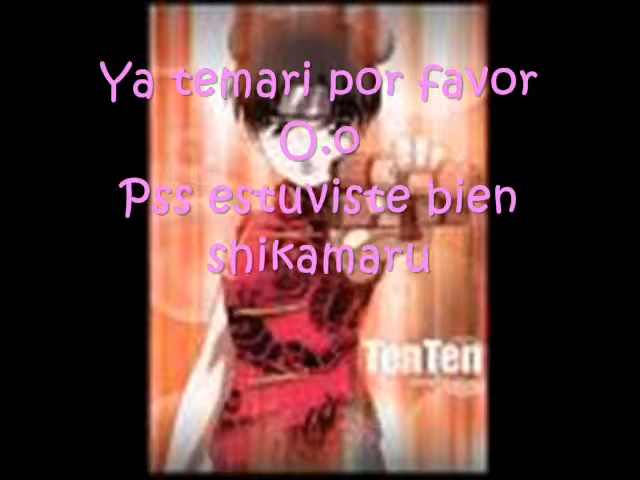 Ya temari por favor
O.o
Pss estuviste bien
shikamaru
TenTen